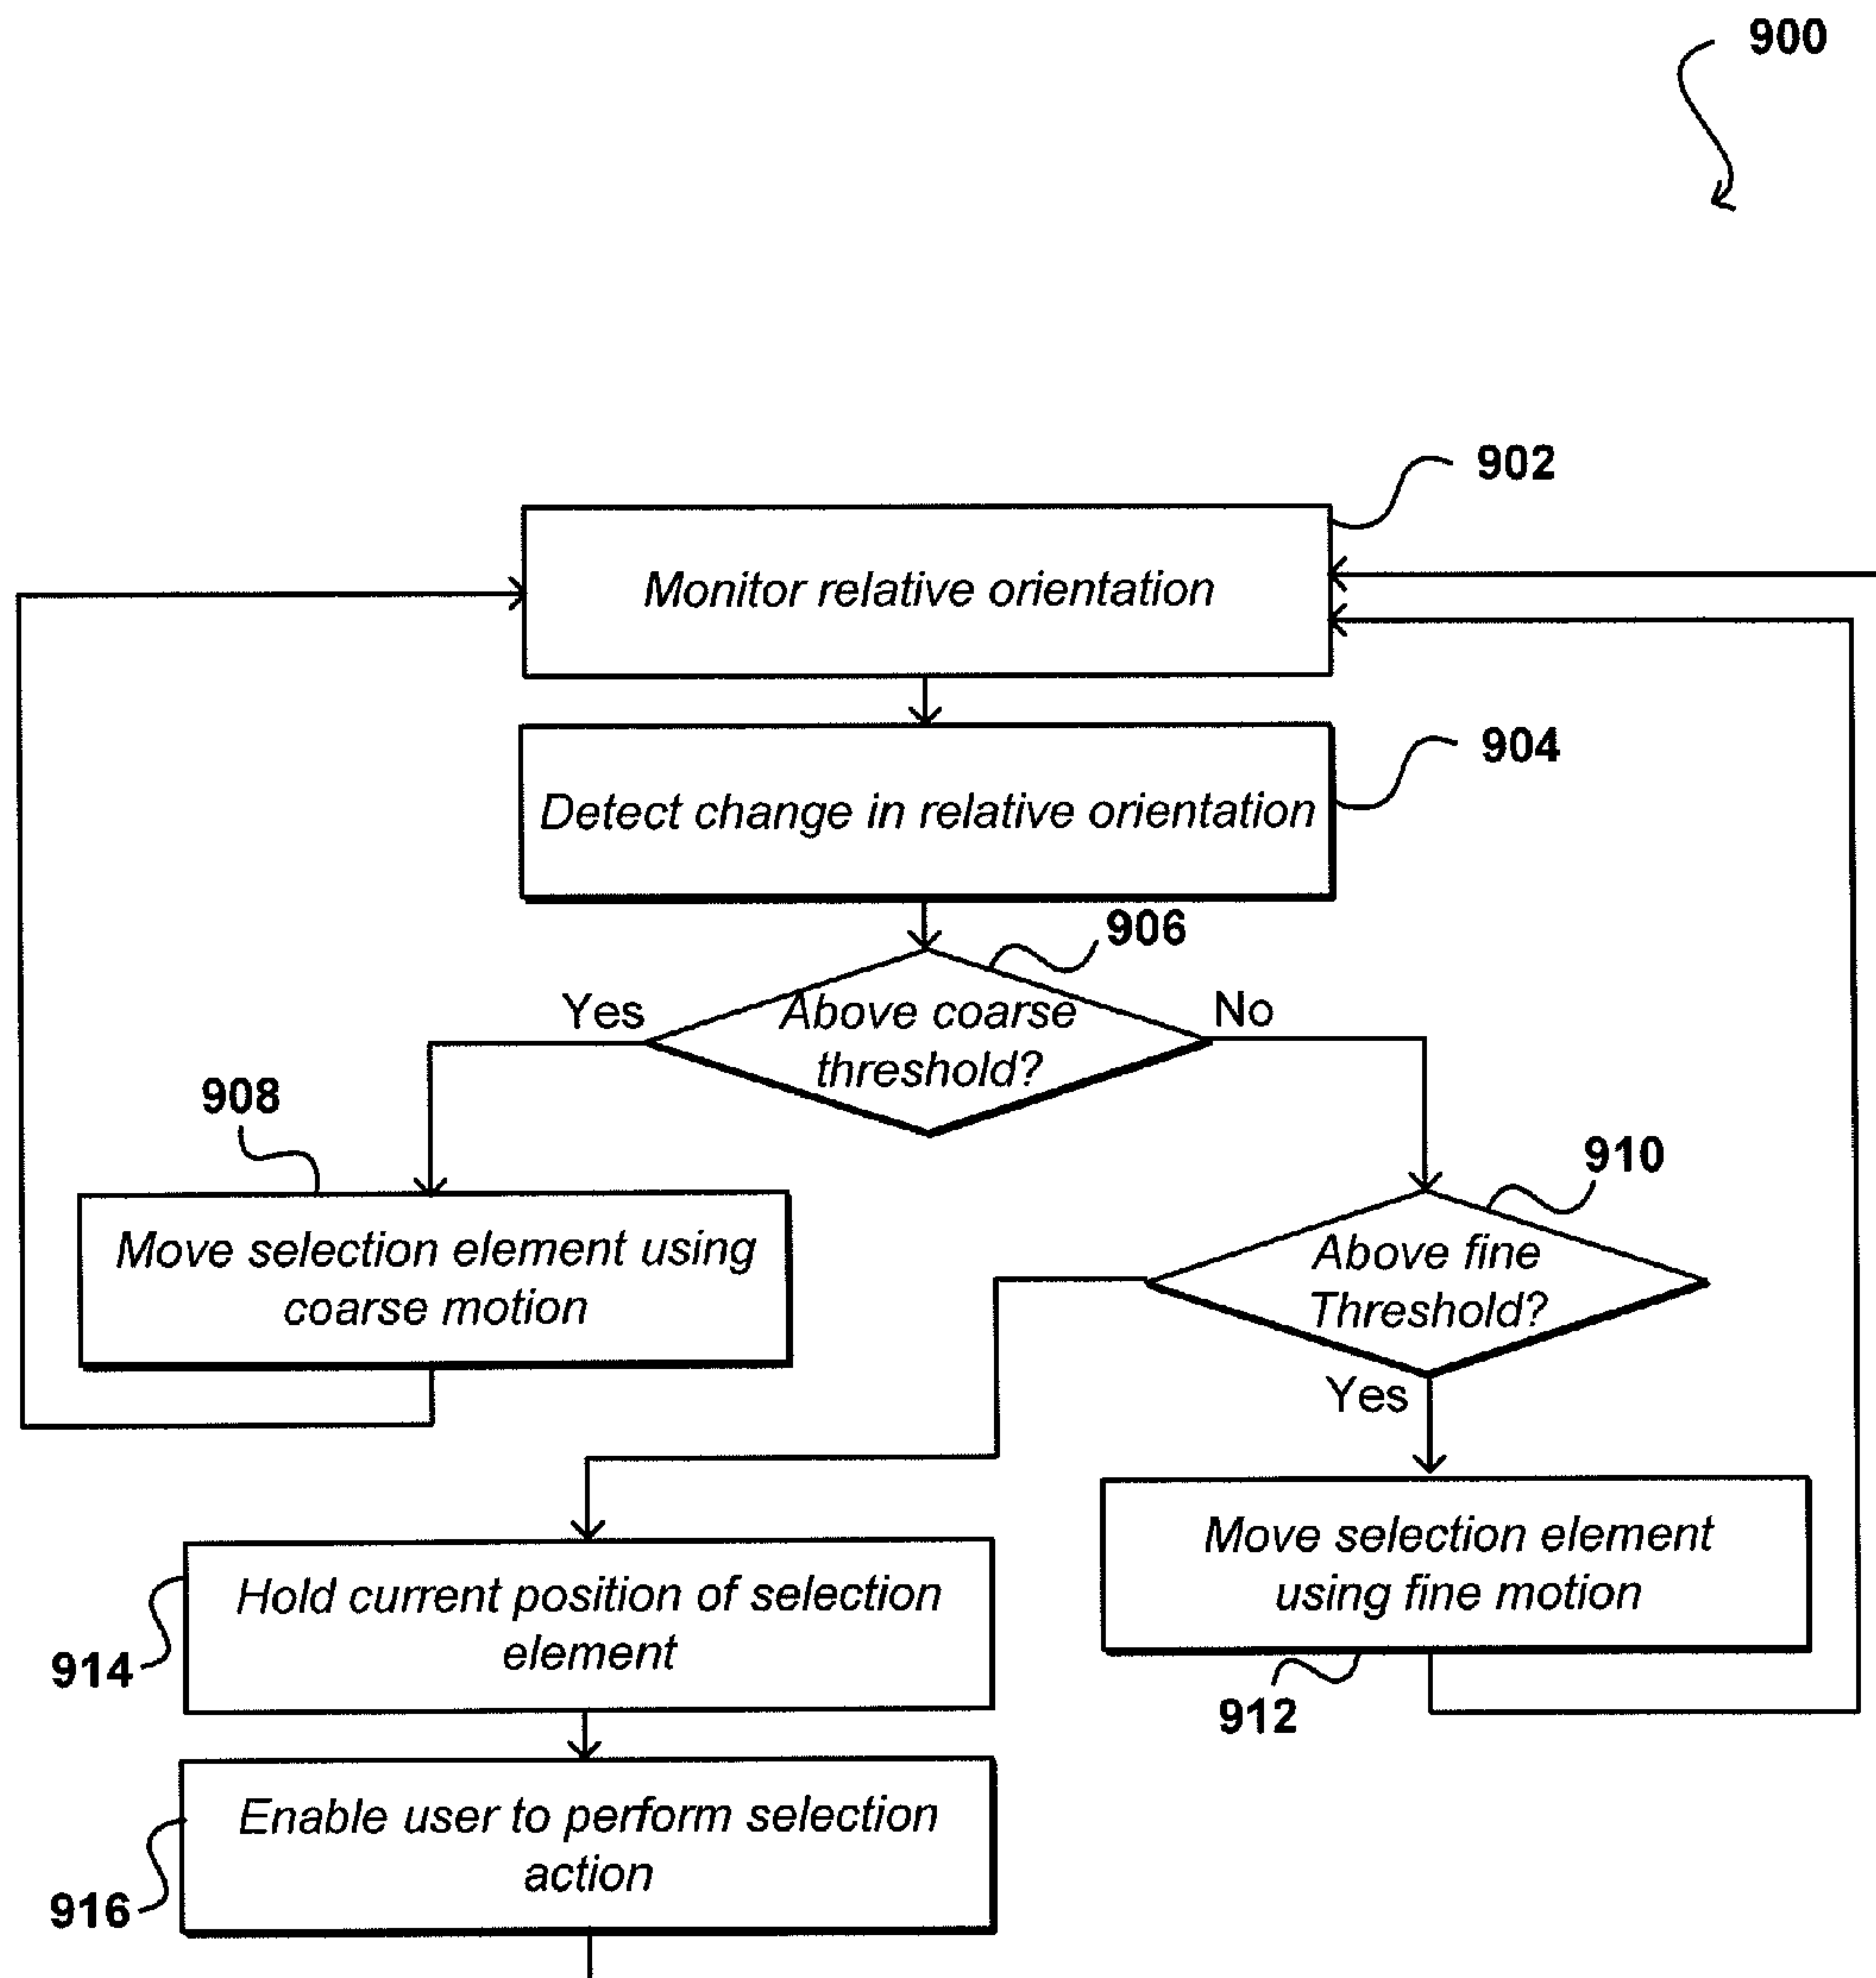 900
902
Monitor relative orientation
904
Detect change in relative orientation
906
Yes
Above coarse
threshold?
No
908
910
Move selection element using
coarse motion
Above fine
Threshold?
Yes
Move selection element
using fine motion
912
Hold current position of selection
element
914
Enable user to perform selection
action
916